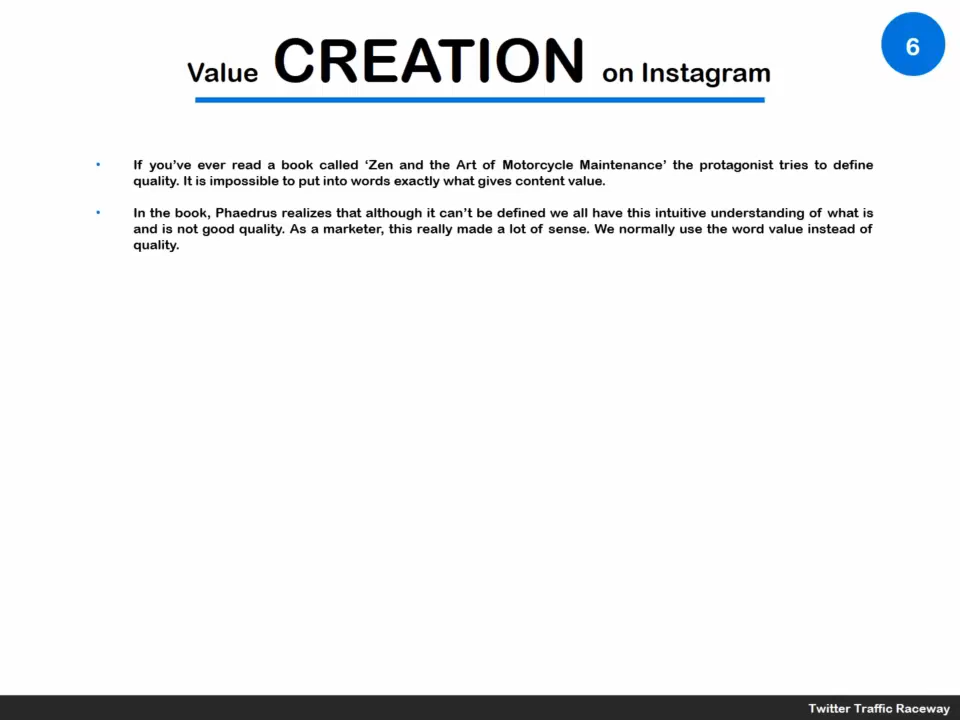 Value CREATION on Instagram
6
• If you’ve ever read a book called ‘Zen and the Art of Motorcycle Maintenance’ the protagonist tries to define
quality. It is impossible to put into words exactly what gives content value.
• In the book, Phaedrus realizes that although it can’t be defined we all have this intuitive understanding of what is
and is not good quality. As a marketer, this really made a lot of sense. We normally use the word value instead of
quality.
Twitter Traffic Raceway